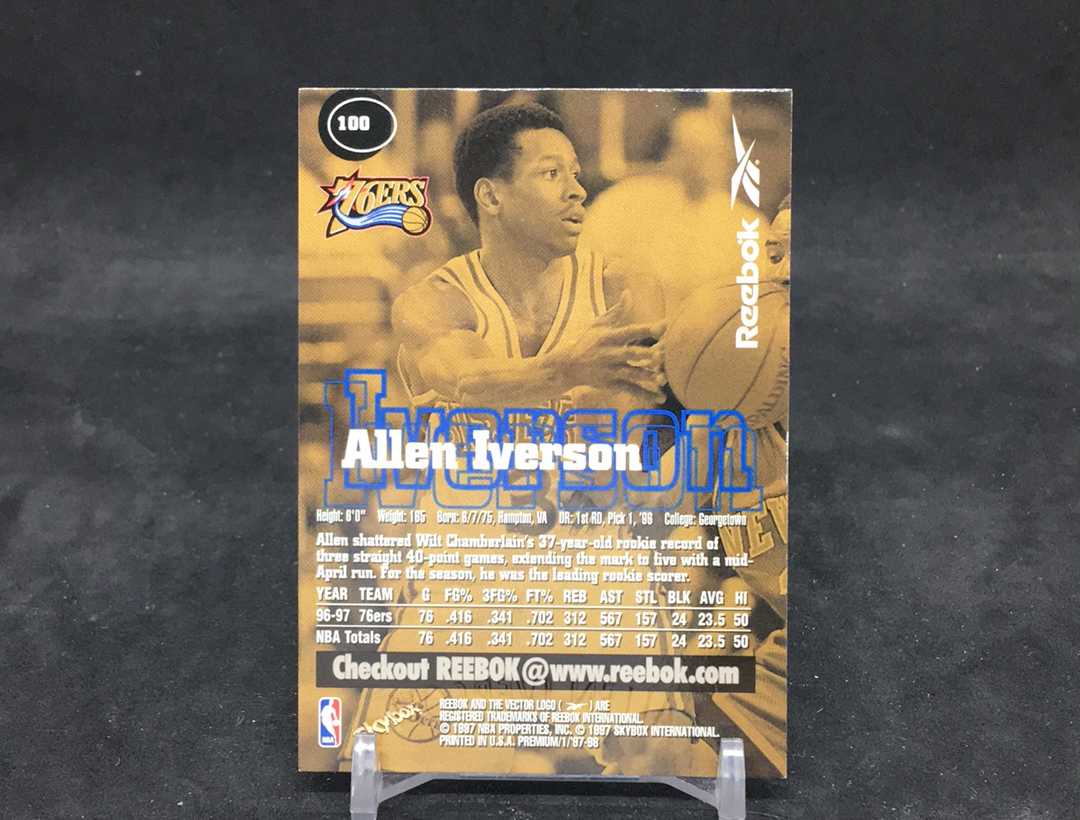 100
76ERS
Reebok
Iverson
Allen Iverson
Height: 6'0" Weight: 165 Born: 6/7/75, Hampton, VA DR: 1st RD, Pick 1, '96 College: Georgetown
Allen shattered Wilt Chamberlain's 37-year-old rookie record of
three straight 40-point games, extending the mark to five with a mid-
April run. For the season, he was the leading rookie scorer.
YEAR TEAM G FG% 3FG% FT% REB AST STL BLK AVG HI
96-97 76ers 76 .416 .341 .702 312 567 157 24 23.5 50
NBA Totals 76 .416 .341 .702 312 567 157 24 23.5 50
Checkout REEBOK@www.reebok.com
REEBOK AND THE VECTOR LOGO ( ) ARE
REGISTERED TRADEMARKS OF REEBOK INTERNATIONAL.
© 1997 NBA PROPERTIES, INC. © 1997 SKYBOX INTERNATIONAL.
PRINTED IN U.S.A. PREMIUM/1/'97-98
NBA
SKYBOX